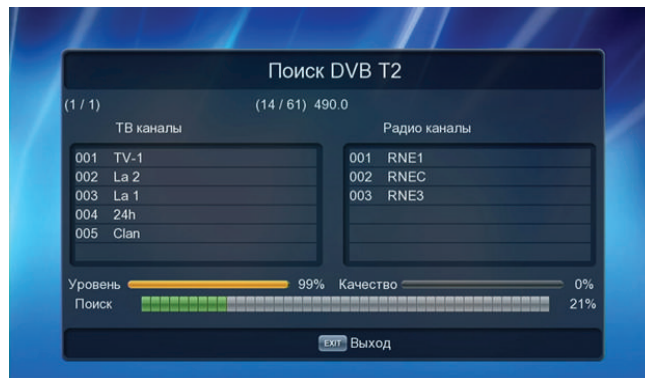 Поиск DVB T2
(1 / 1) (14 / 61) 490.0
ТВ каналы Радио каналы
001 TV-1 001 RNE1
002 La 2 002 RNEC
003 La 1 003 RNE3
004 24h
005 Clan
Уровень 99% Качество 0%
Поиск 21%
EXIT Выход